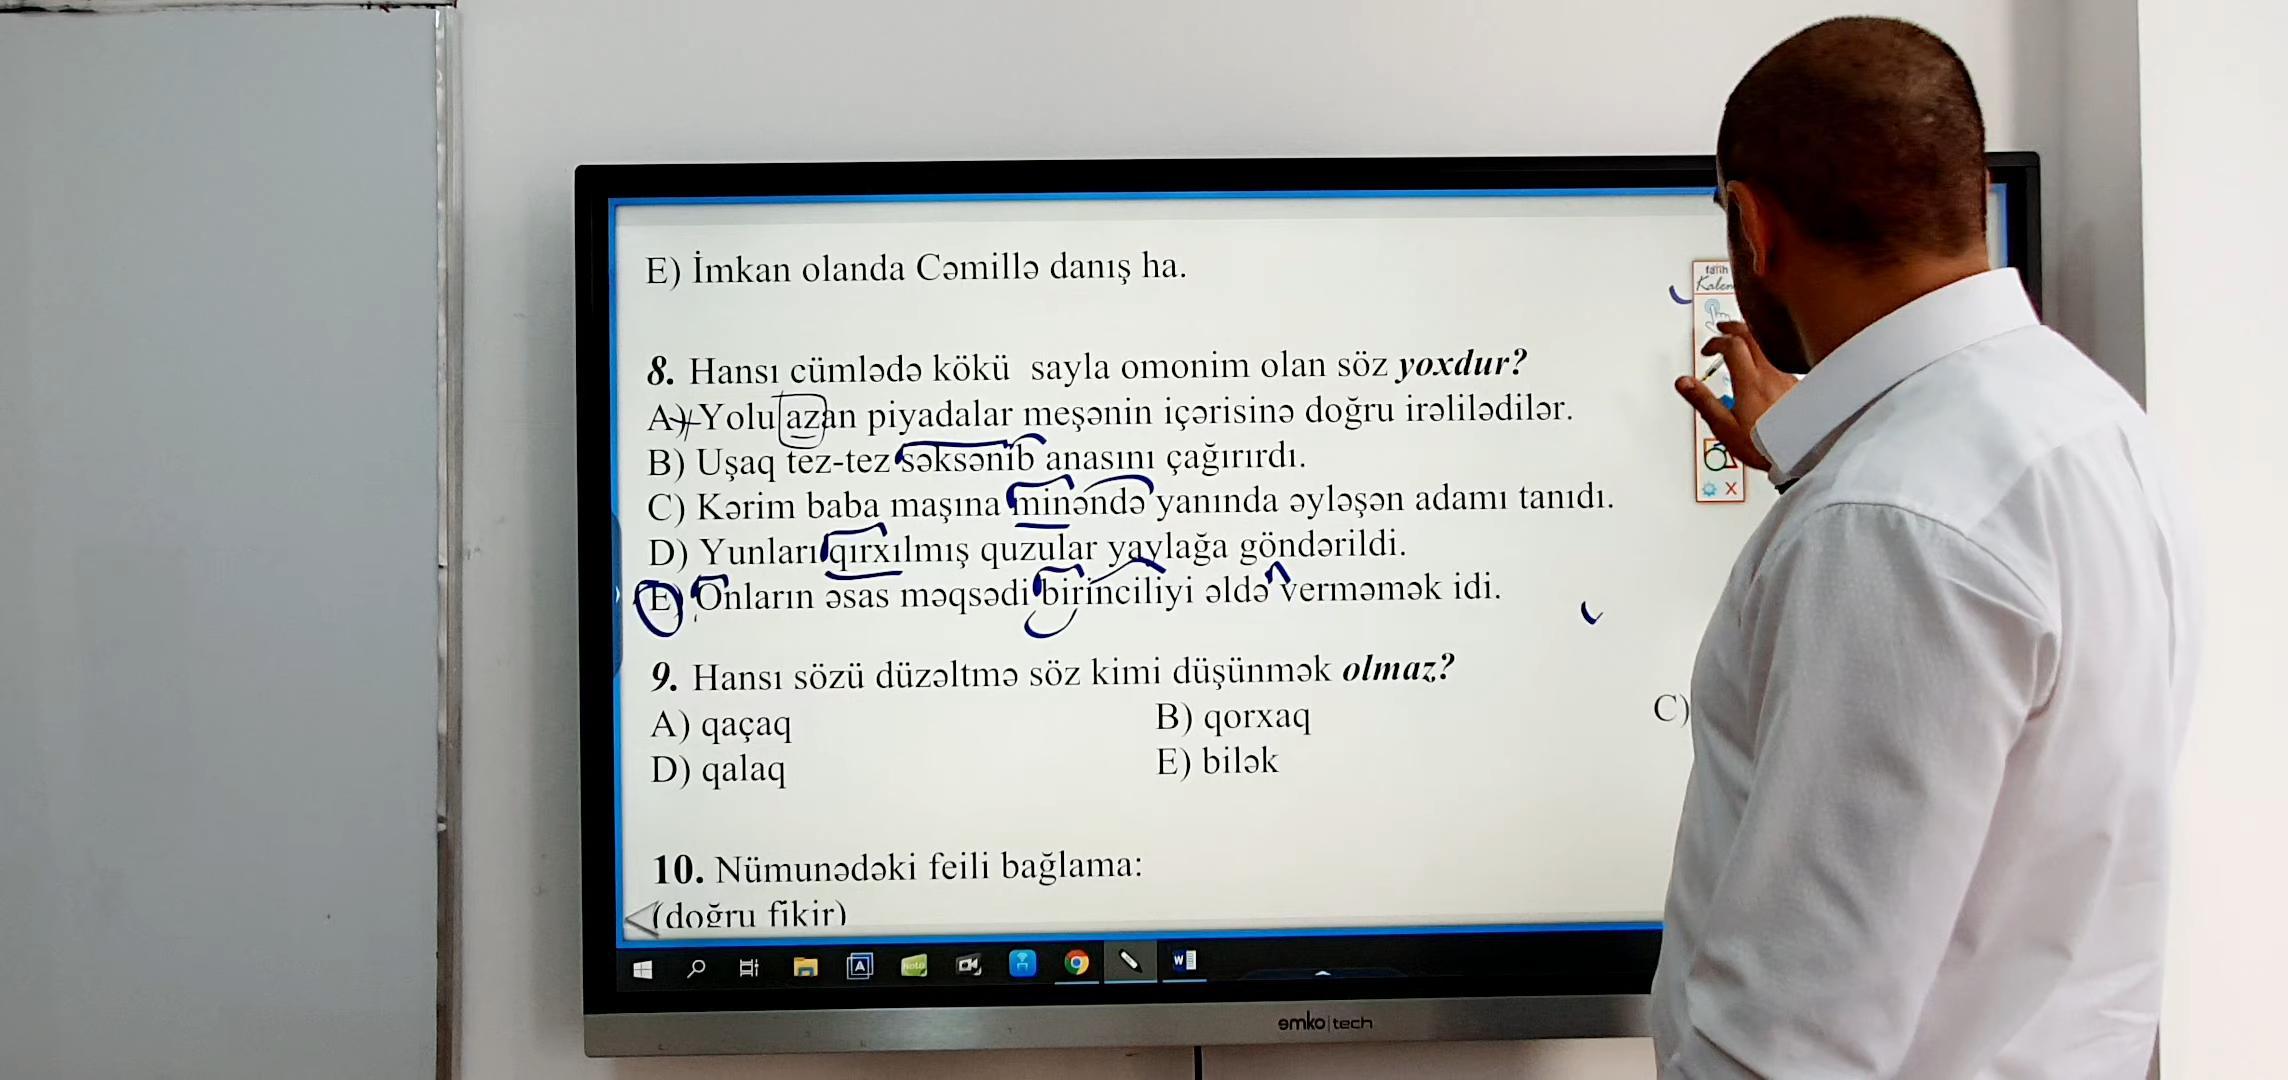 E) İmkan olanda Cəmillə danış ha.
fatih
Kalem
8. Hansı cümlədə kökü sayla omonim olan söz yoxdur?
A) Yolu azan piyadalar meşənin içərisinə doğru irəlilədilər.
B) Uşaq tez-tez səksənib anasını çağırırdı.
C) Kərim baba maşına minəndə yanında əyləşən adamı tanıdı.
D) Yunları qırxılmış quzular yaylağa göndərildi.
E) Onların əsas məqsədi birinciliyi əldə verməmək idi.
9. Hansı sözü düzəltmə söz kimi düşünmək olmaz?
A) qaçaq B) qorxaq C)
D) qalaq E) bilək
10. Nümunədəki feili bağlama:
(doğru fikir)
emko|tech